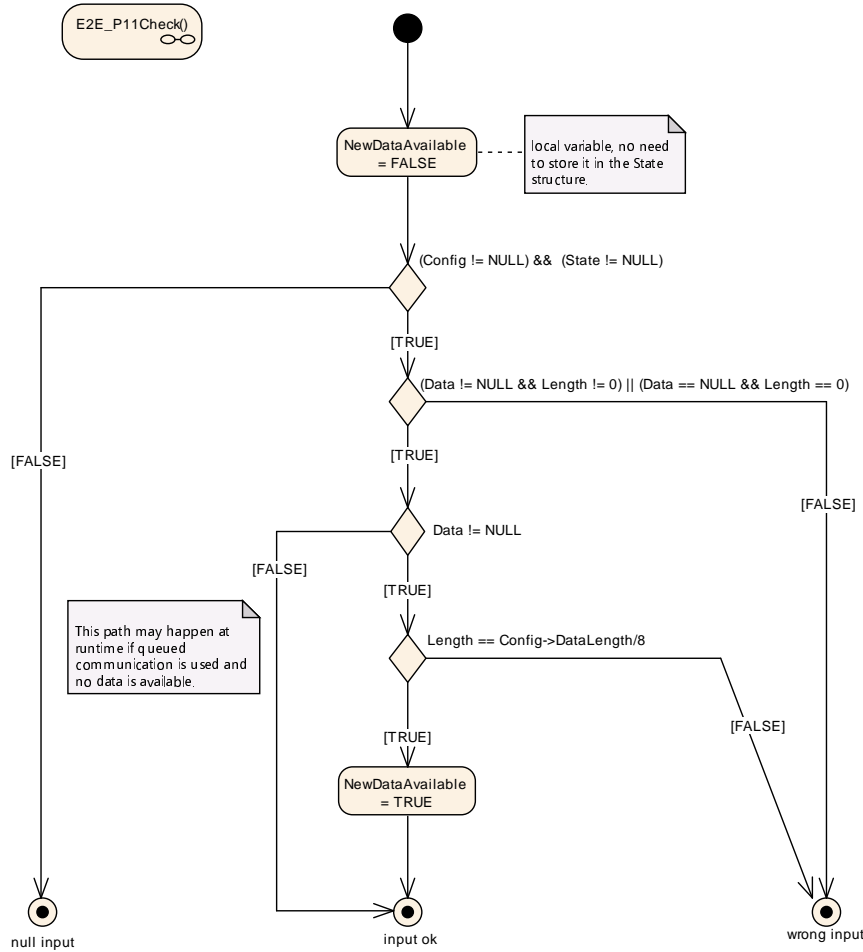 E2E_P11Check()
NewDataAvailable
= FALSE
local variable, no need
to store it in the State
structure.
(Config != NULL) &&  (State != NULL)
[TRUE]
(Data != NULL && Length != 0) || (Data == NULL && Length == 0)
[TRUE]
[FALSE]
[FALSE]
Data != NULL
[FALSE]
[TRUE]
This path may happen at
runtime if queued
communication is used and
no data is available.
Length == Config->DataLength/8
[FALSE]
[TRUE]
NewDataAvailable
= TRUE
null input
input ok
wrong input